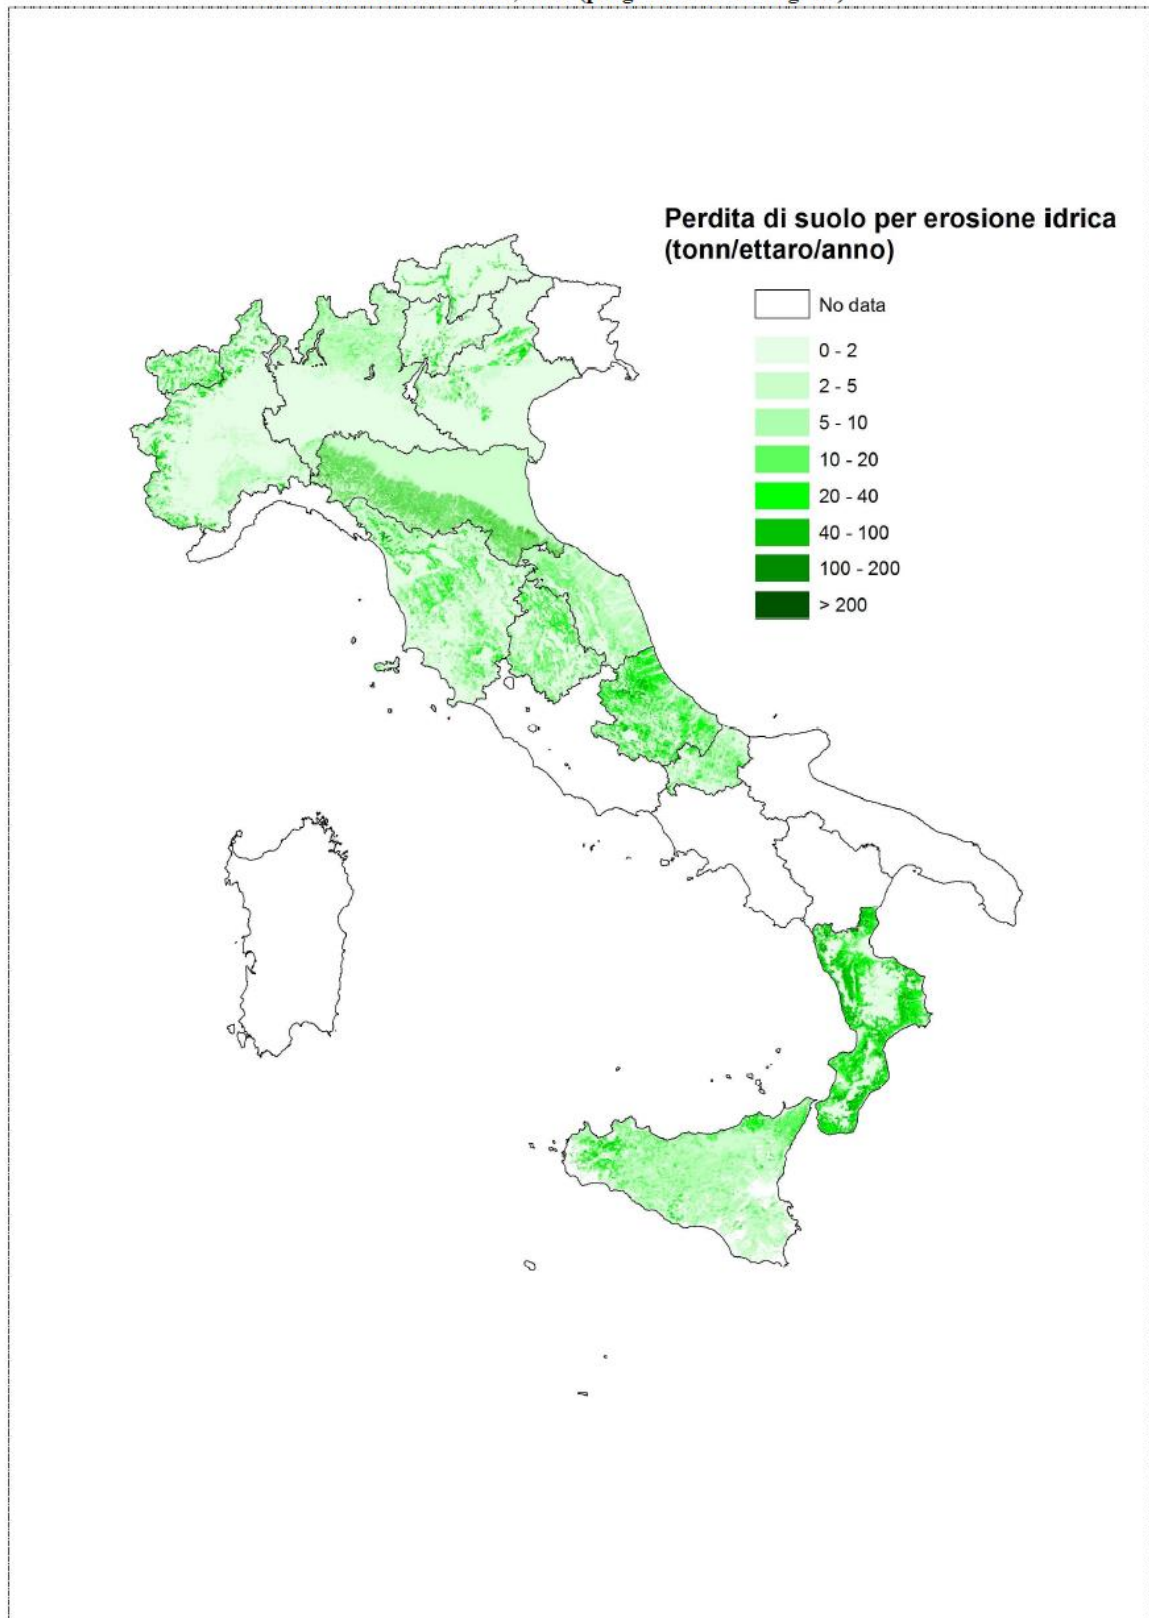 Perdita di suolo per erosione idrica
(tonn/ettaro/anno)
No data
0 - 2
2 - 5
5 - 10
10 - 20
20 - 40
40 - 100
100 - 200
> 200